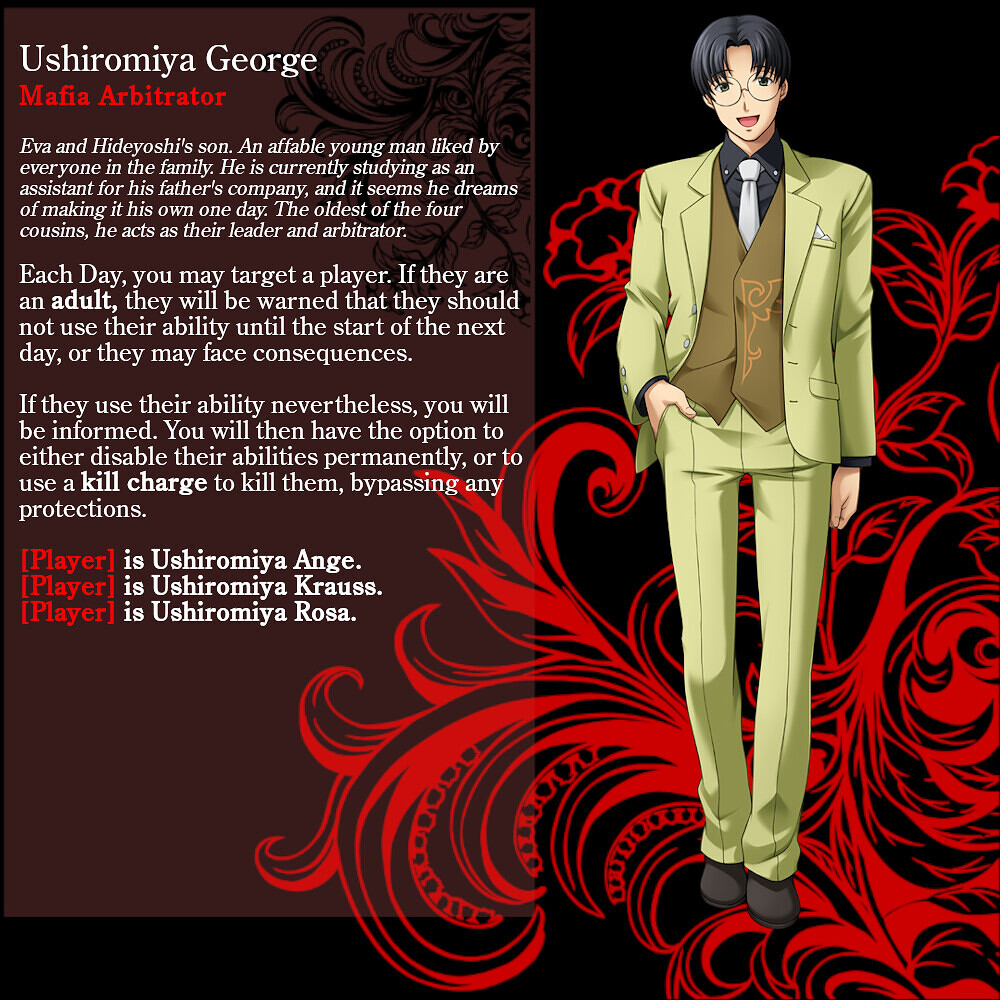 Ushiromiya George
Mafia Arbitrator
Eva and Hideyoshi's son. An affable young man liked by
everyone in the family. He is currently studying as an
assistant for his father's company, and it seems he dreams
of making it his own one day. The oldest of the four
cousins, he acts as their leader and arbitrator.
Each Day, you may target a player. If they are
an adult, they will be warned that they should
not use their ability until the start of the next
day, or they may face consequences.
If they use their ability nevertheless, you will
be informed. You will then have the option to
either disable their abilities permanently, or to
use a kill charge to kill them, bypassing any
protections.
[Player] is Ushiromiya Ange.
[Player] is Ushiromiya Krauss.
[Player] is Ushiromiya Rosa.